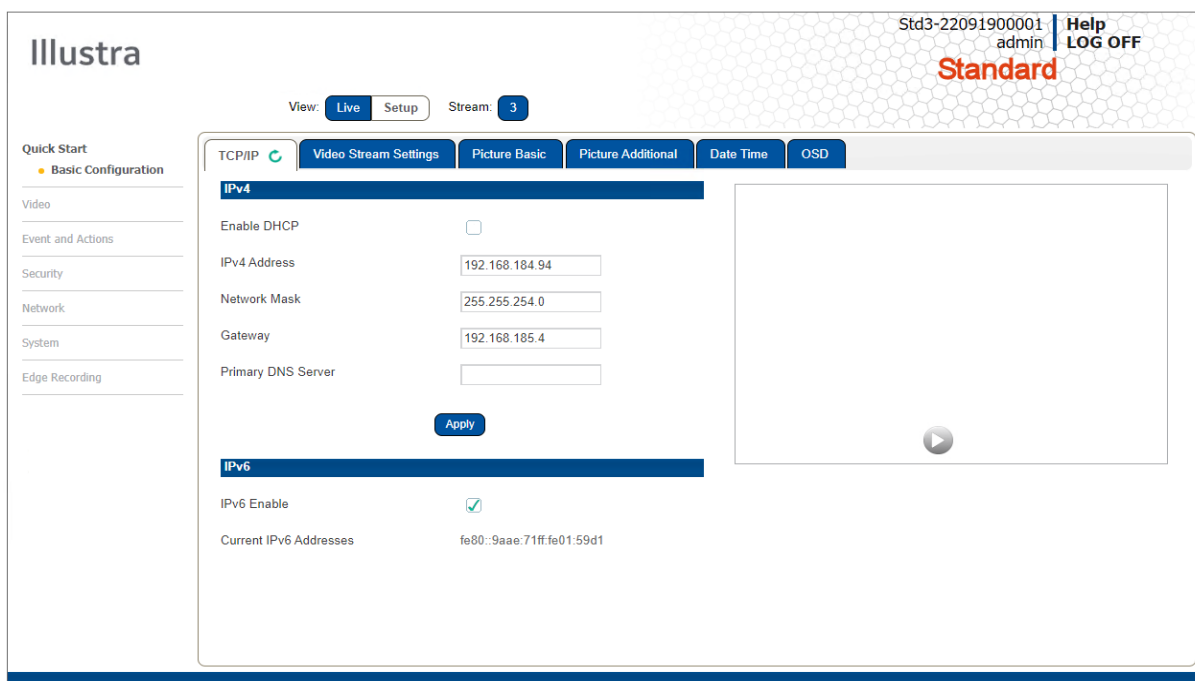 Illustra
Std3-22091900001 Help
admin LOG OFF
Standard
View: Live Setup Stream: 3
Quick Start
Basic Configuration
Video
Event and Actions
Security
Network
System
Edge Recording
TCP/IP Video Stream Settings Picture Basic Picture Additional Date Time OSD
IPv4
Enable DHCP
IPv4 Address 192.168.184.94
Network Mask 255.255.254.0
Gateway 192.168.185.4
Primary DNS Server
Apply
IPv6
IPv6 Enable
Current IPv6 Addresses fe80::9aae:71ff:fe01:59d1